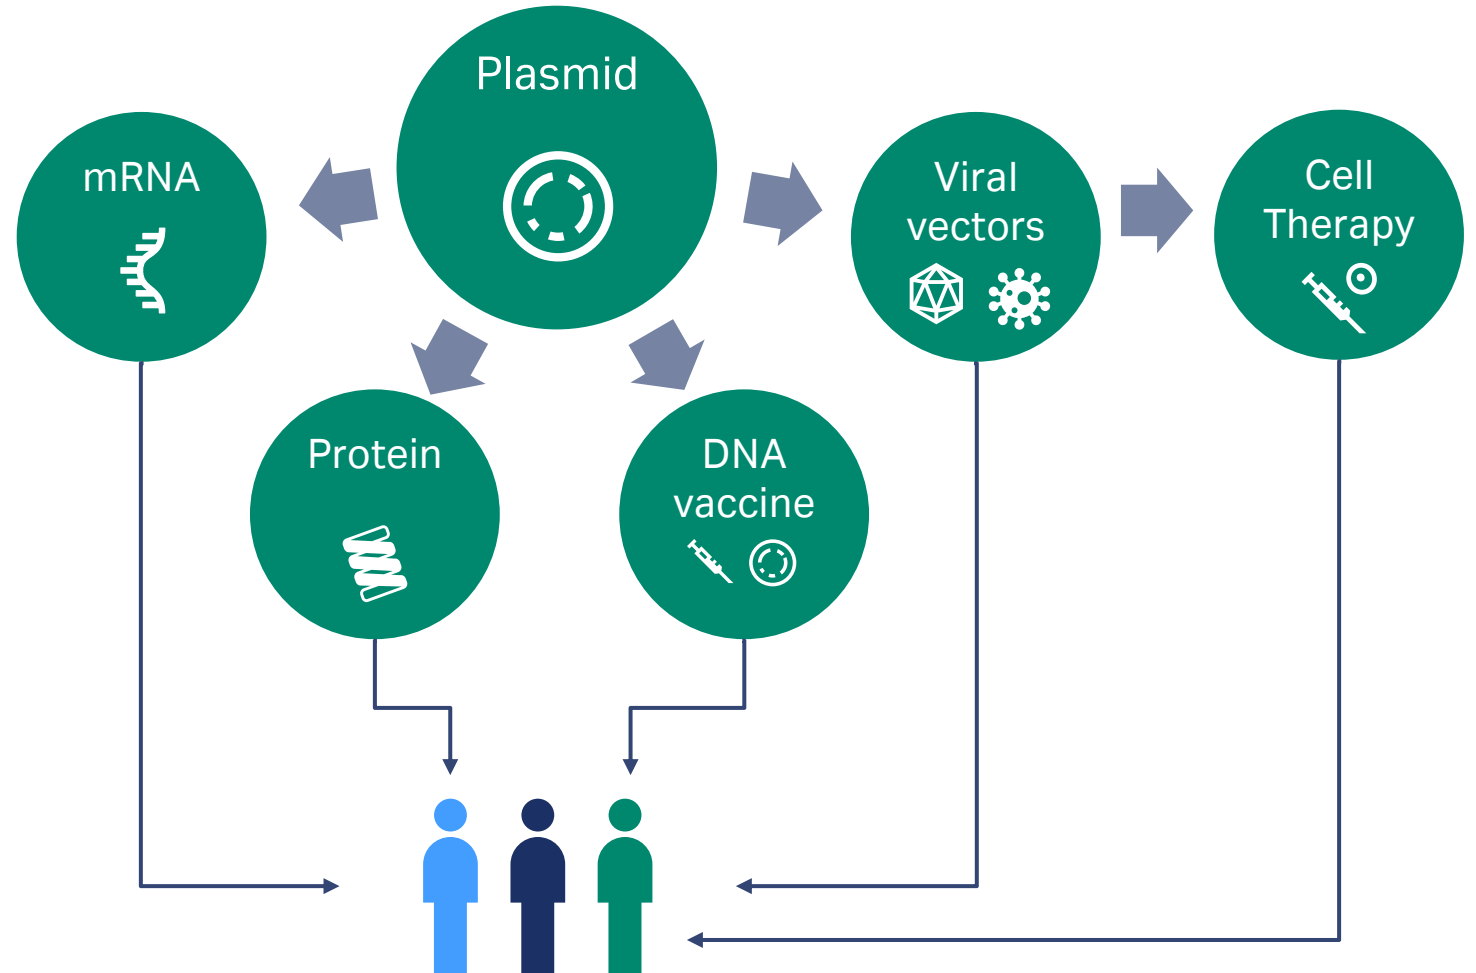 Plasmid
mRNA
Viral
vectors
Cell
Therapy
Protein
DNA
vaccine